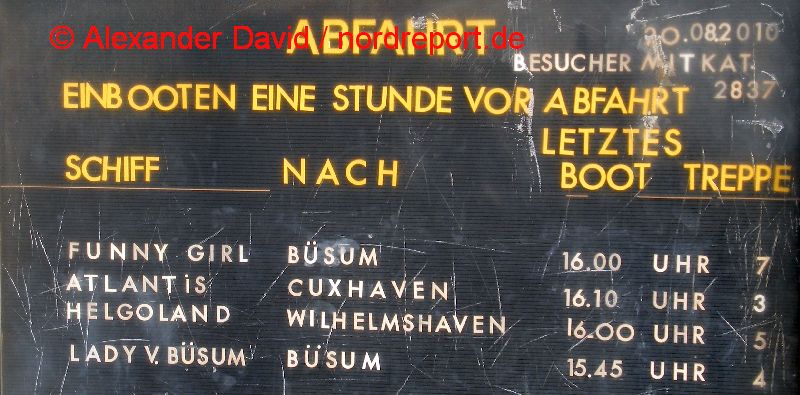 © Alexander David / nordreport.de
ABFAHRT 20.082010
BESUCHER MIT KAT. 2837
EINBOOTEN EINE STUNDE VOR ABFAHRT
LETZTES
SCHIFF NACH BOOT TREPPE
FUNNY GIRL BÜSUM 16.00 UHR 7
ATLANTiS CUXHAVEN 16.10 UHR 3
HELGOLAND WILHELMSHAVEN 16.00 UHR 5
LADY V. BÜSUM BÜSUM 15.45 UHR 4